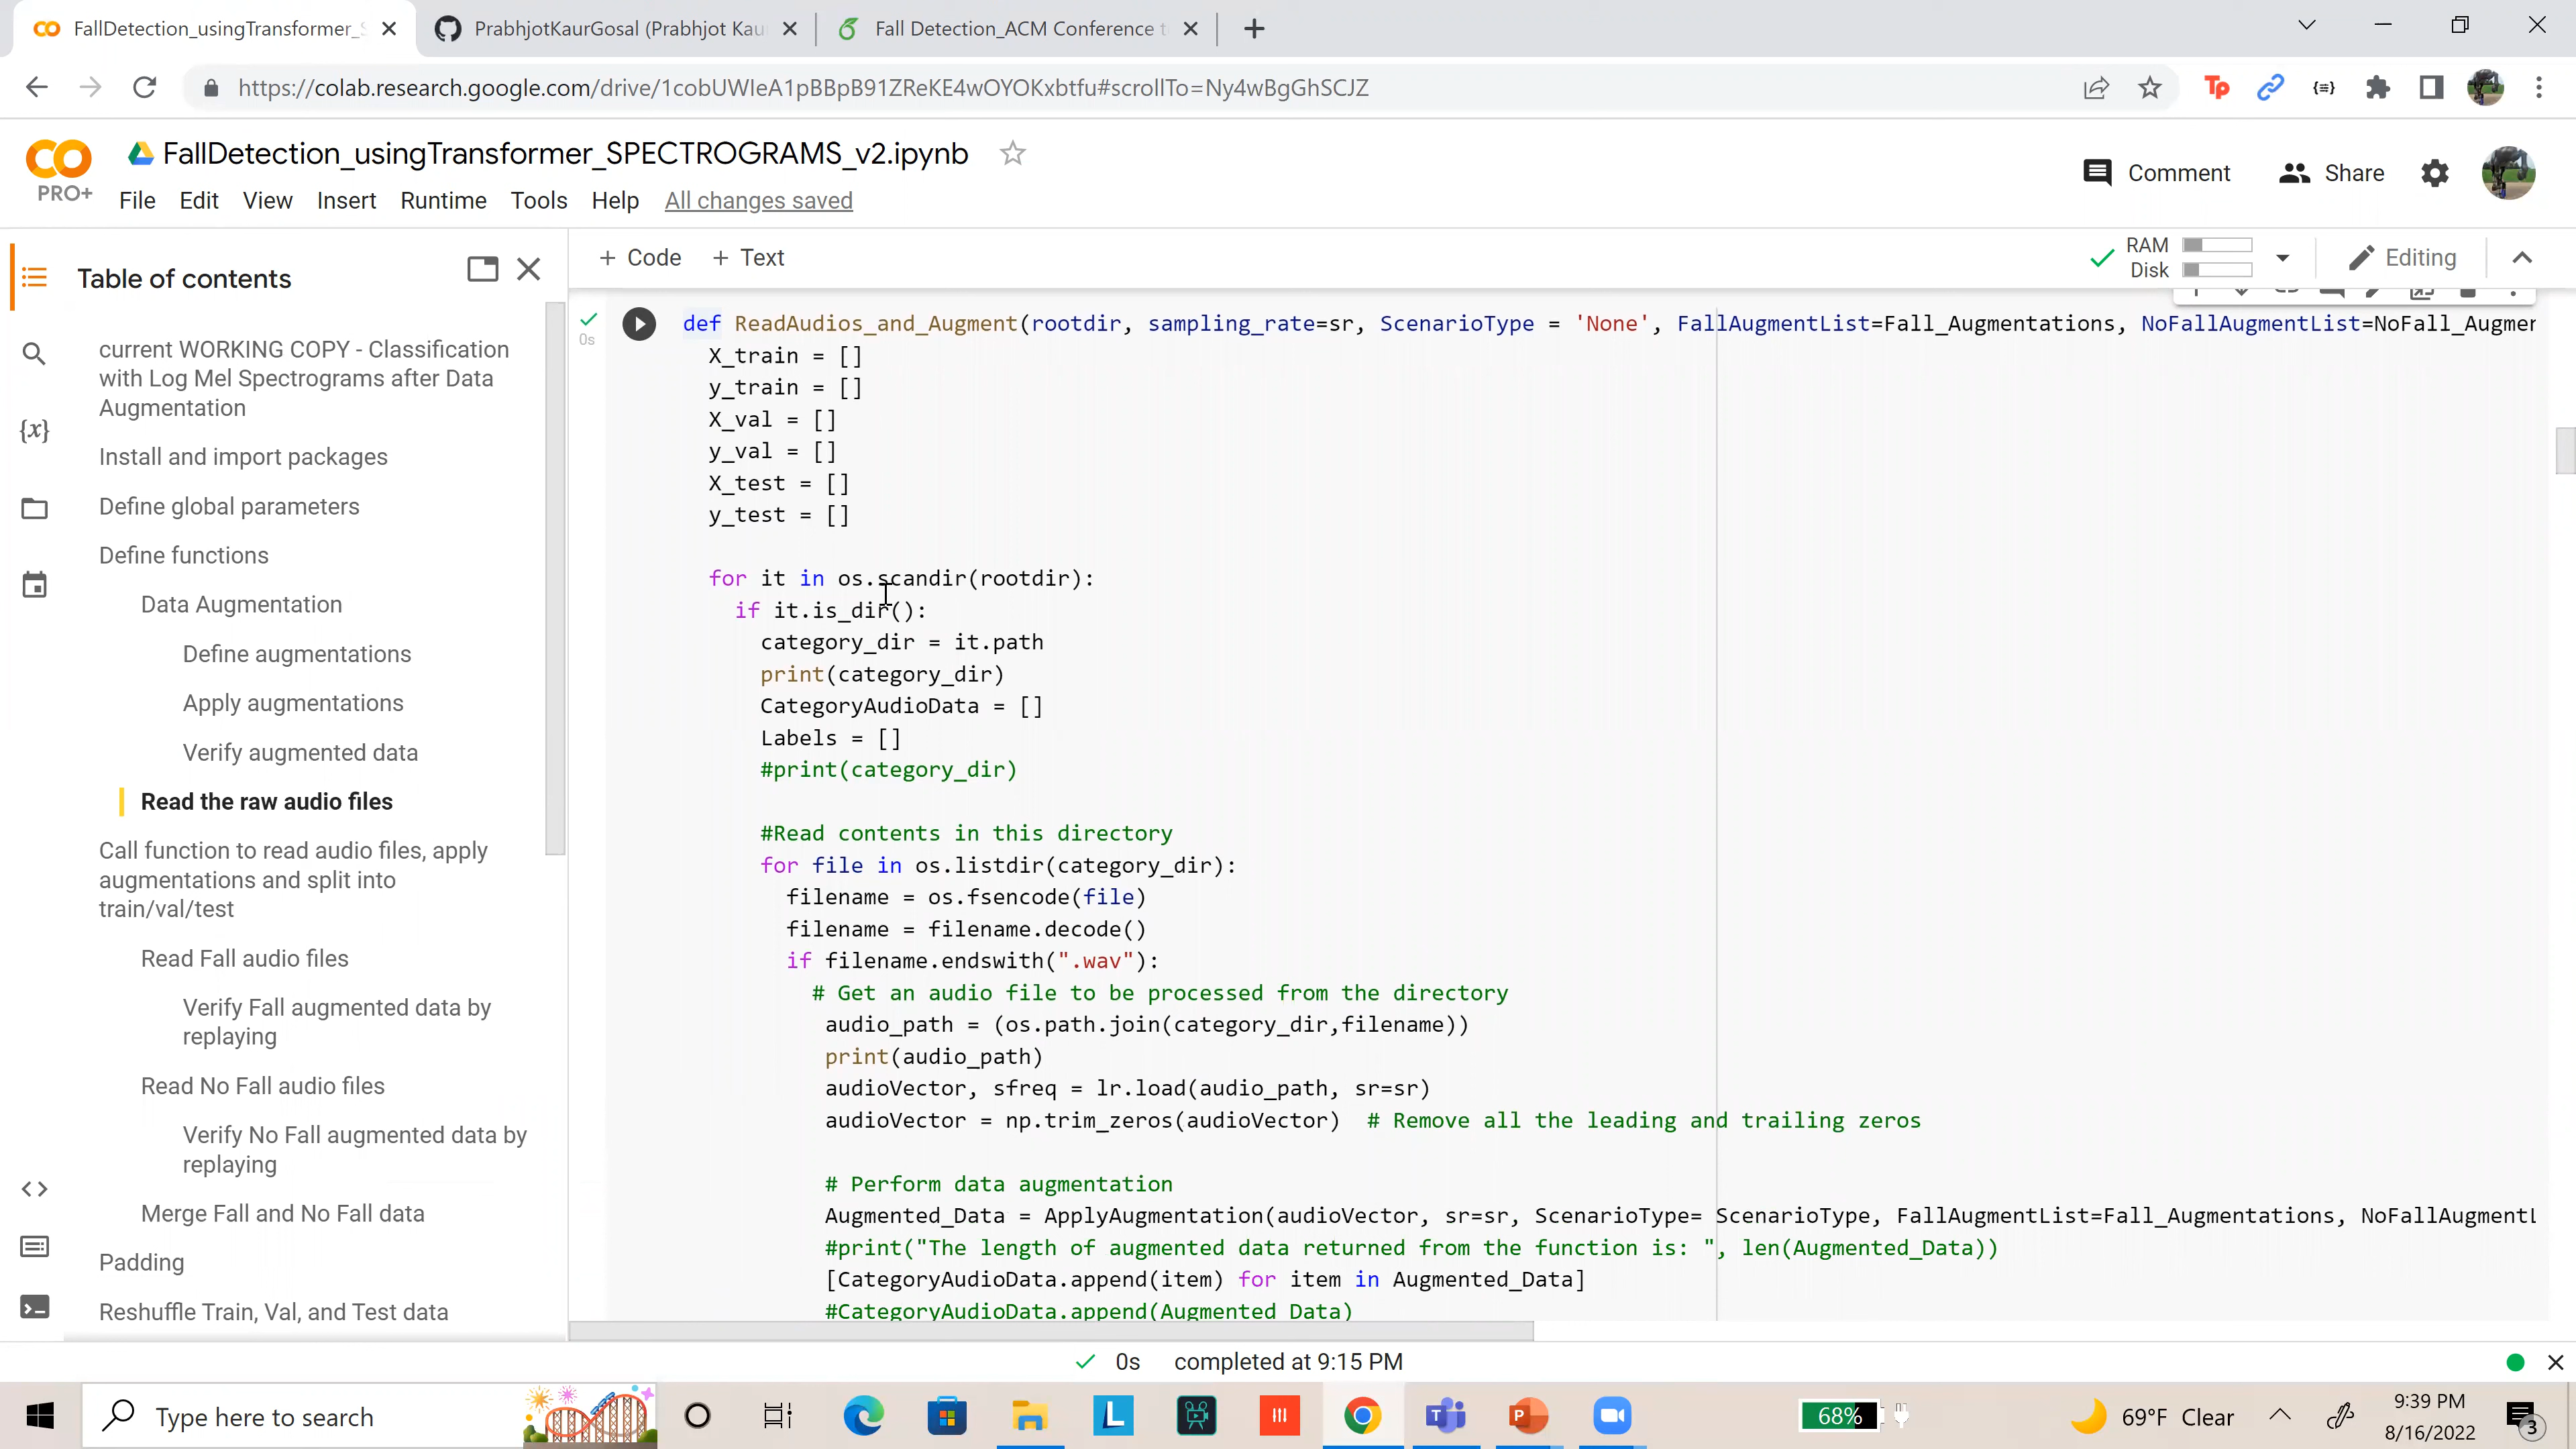 FallDetection_usingTransformer_S
PrabhjotKaurGosal (Prabhjot Kau
Fall Detection_ACM Conference t
https://colab.research.google.com/drive/1cobUWIeA1pBBpB91ZReKE4wOYOKxbtfu#scrollTo=Ny4wBgGhSCJZ
CO
PRO+
FallDetection_usingTransformer_SPECTROGRAMS_v2.ipynb
File Edit View Insert Runtime Tools Help All changes saved
Comment
Share
Table of contents
+ Code + Text
RAM
Disk
Editing
current WORKING COPY - Classification
with Log Mel Spectrograms after Data
Augmentation
Install and import packages
Define global parameters
Define functions
Data Augmentation
Define augmentations
Apply augmentations
Verify augmented data
Read the raw audio files
Call function to read audio files, apply
augmentations and split into
train/val/test
Read Fall audio files
Verify Fall augmented data by
replaying
Read No Fall audio files
Verify No Fall augmented data by
replaying
Merge Fall and No Fall data
Padding
Reshuffle Train, Val, and Test data
0s
def ReadAudios_and_Augment(rootdir, sampling_rate=sr, ScenarioType = 'None', FallAugmentList=Fall_Augmentations, NoFallAugmentList=NoFall_Augmen
X_train = []
y_train = []
X_val = []
y_val = []
X_test = []
y_test = []
for it in os.scandir(rootdir):
if it.is_dir():
category_dir = it.path
print(category_dir)
CategoryAudioData = []
Labels = []
#print(category_dir)
#Read contents in this directory
for file in os.listdir(category_dir):
filename = os.fsencode(file)
filename = filename.decode()
if filename.endswith(".wav"):
# Get an audio file to be processed from the directory
audio_path = (os.path.join(category_dir,filename))
print(audio_path)
audioVector, sfreq = lr.load(audio_path, sr=sr)
audioVector = np.trim_zeros(audioVector) # Remove all the leading and trailing zeros
# Perform data augmentation
Augmented_Data = ApplyAugmentation(audioVector, sr=sr, ScenarioType= ScenarioType, FallAugmentList=Fall_Augmentations, NoFallAugmentL
#print("The length of augmented data returned from the function is: ", len(Augmented_Data))
[CategoryAudioData.append(item) for item in Augmented_Data]
#CategoryAudioData.append(Augmented_Data)
0s completed at 9:15 PM
Type here to search
68%
69°F Clear
9:39 PM
8/16/2022
3